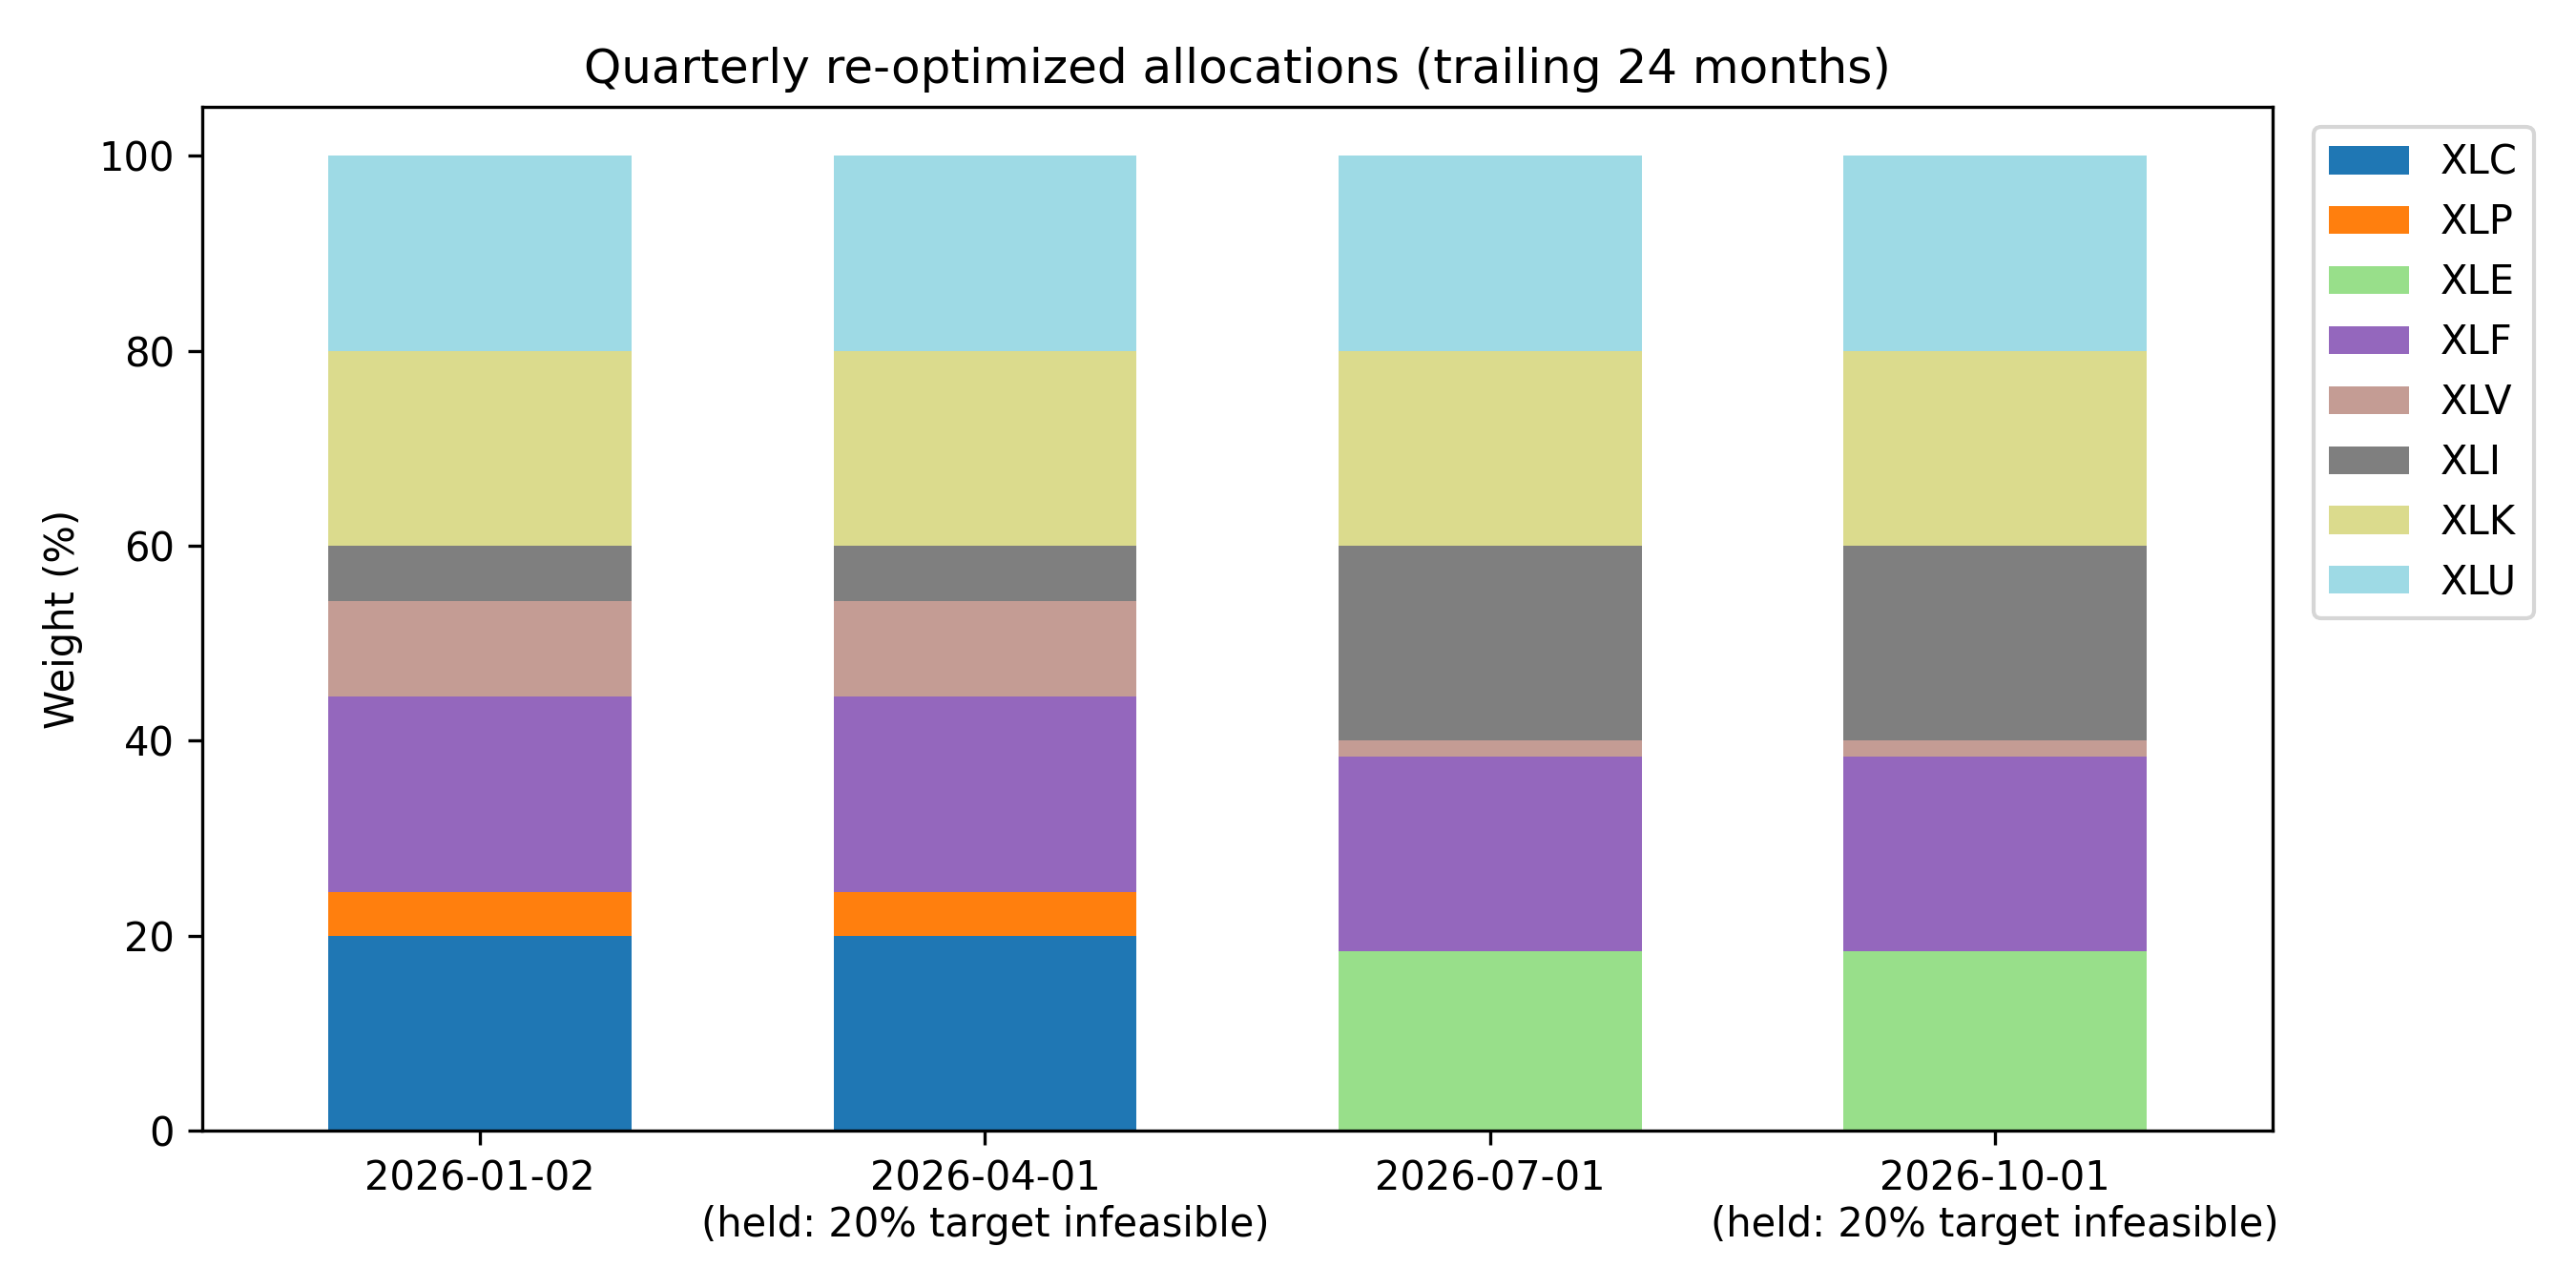 Quarterly re-optimized allocations (trailing 24 months)
Weight (%)
100
80
60
40
20
0
2026-01-02
2026-04-01
(held: 20% target infeasible)
2026-07-01
2026-10-01
(held: 20% target infeasible)
XLC
XLP
XLE
XLF
XLV
XLI
XLK
XLU